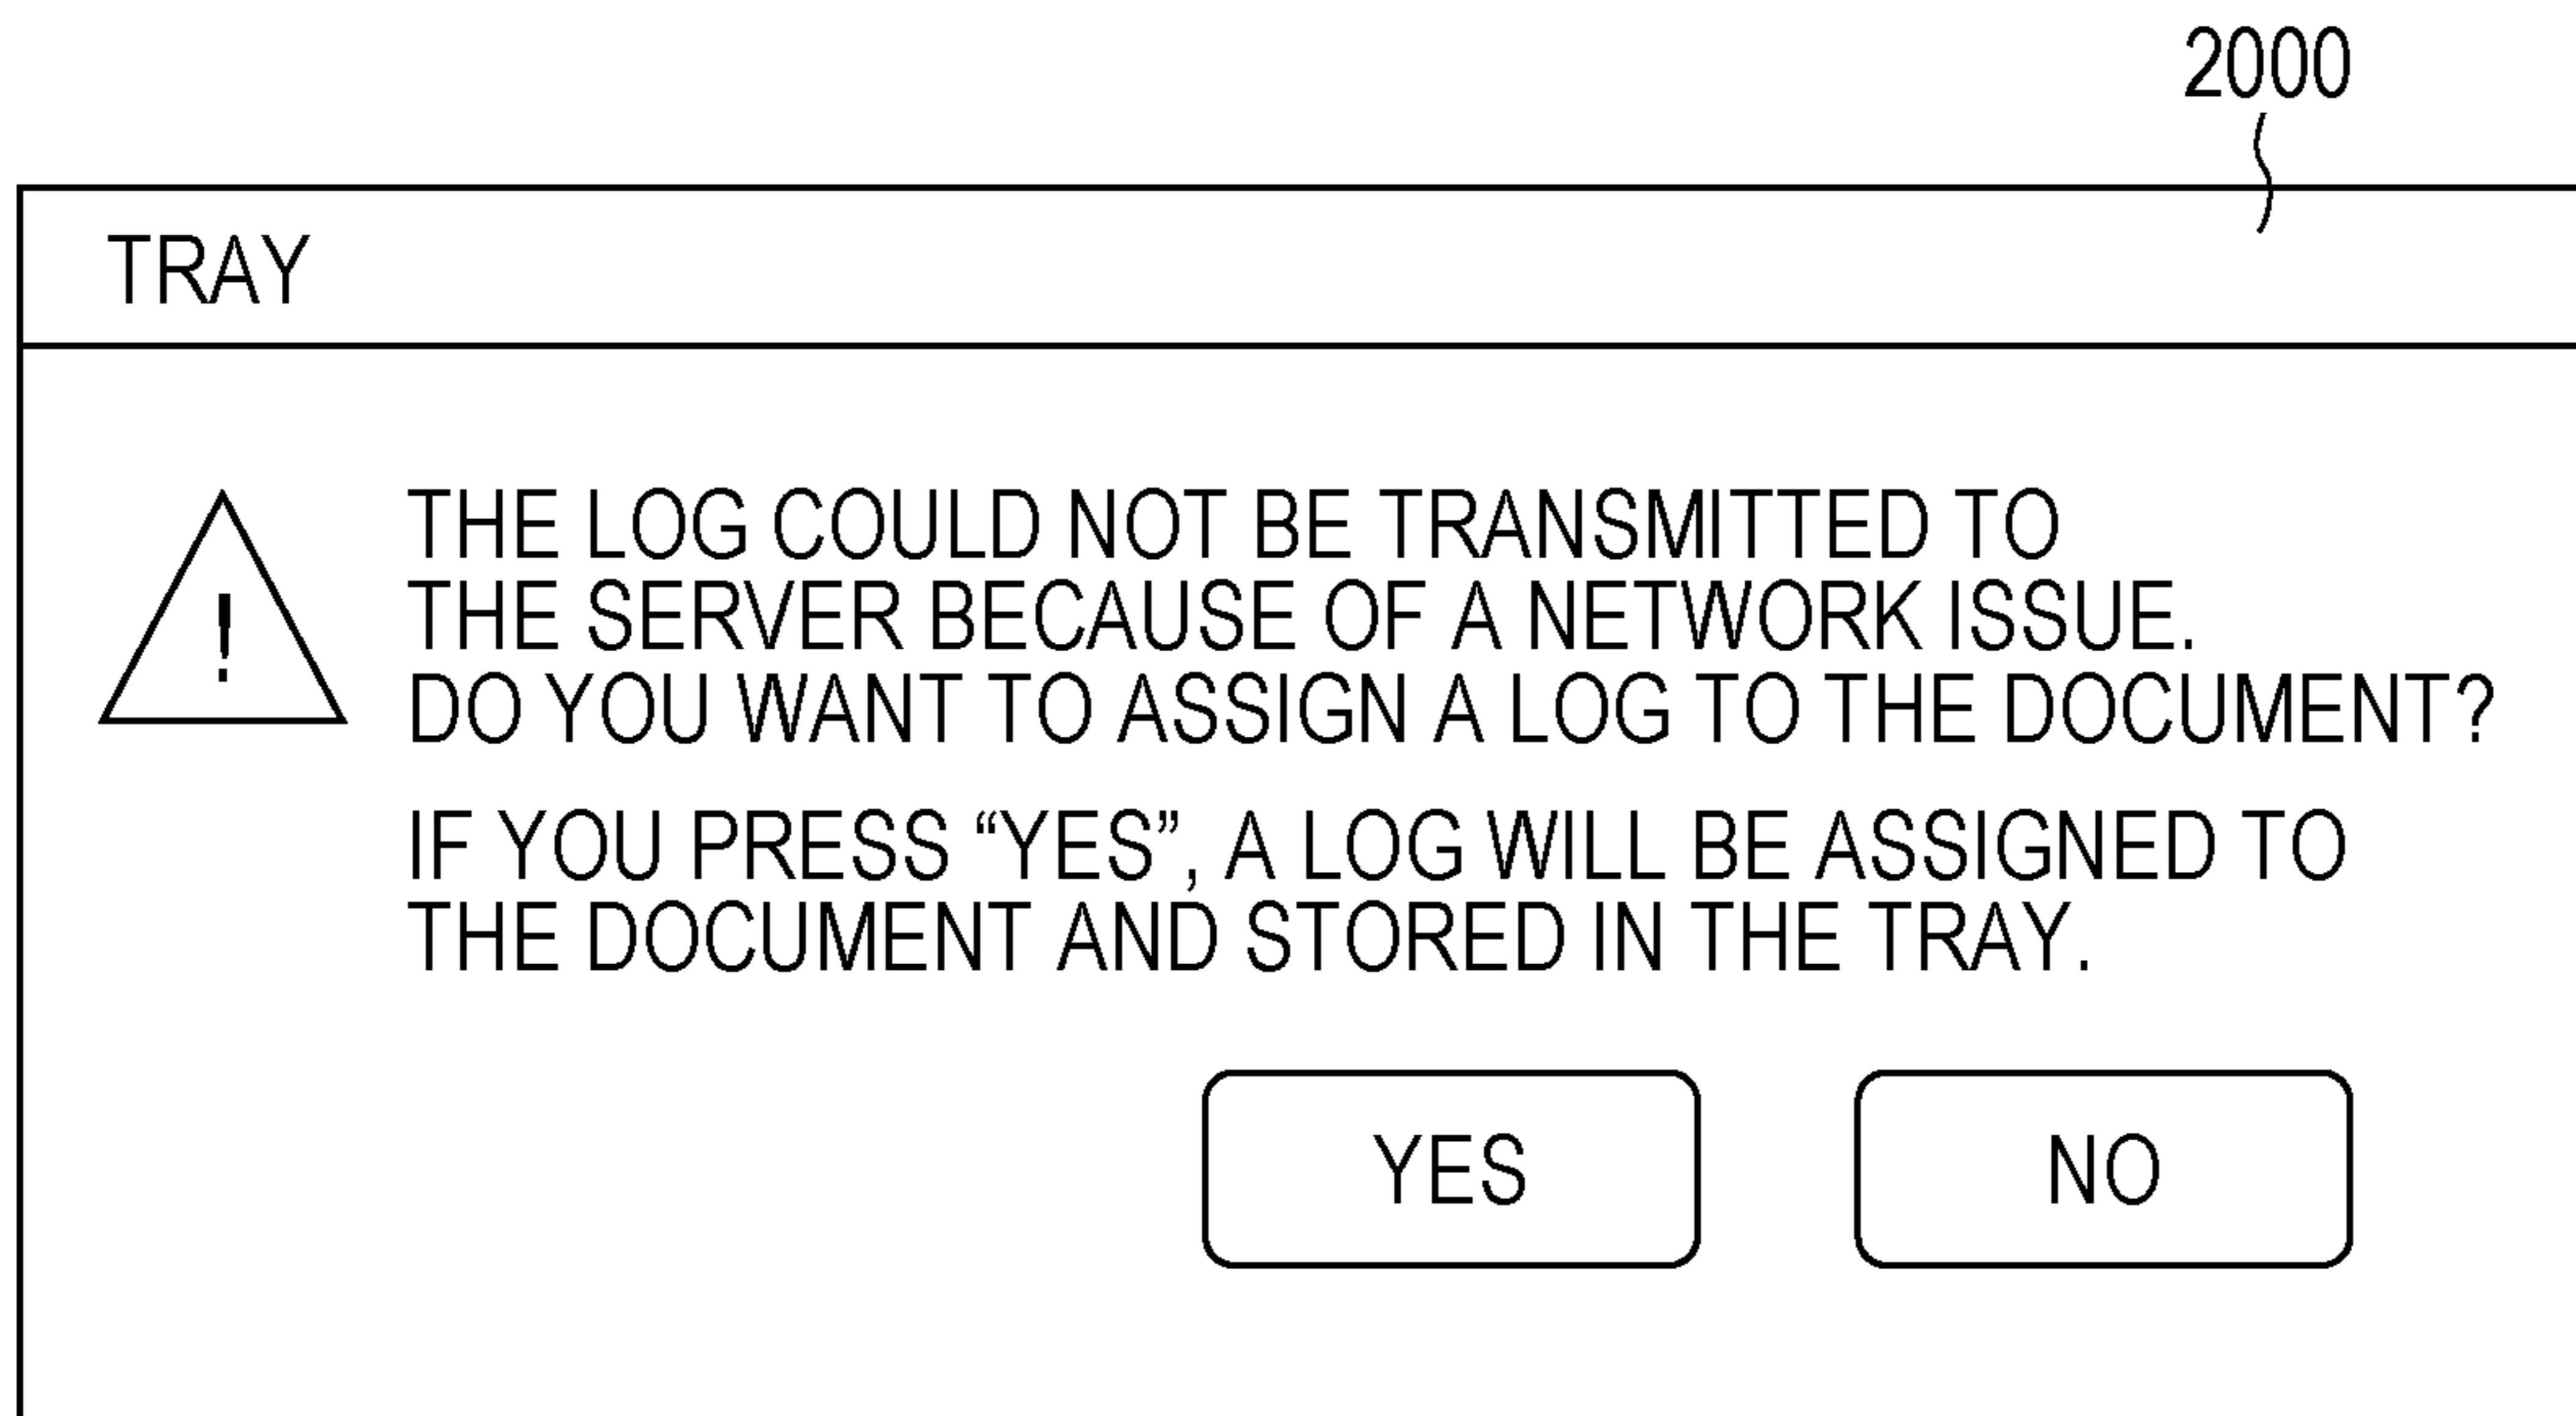 2000
TRAY
!
THE LOG COULD NOT BE TRANSMITTED TO
THE SERVER BECAUSE OF A NETWORK ISSUE.
DO YOU WANT TO ASSIGN A LOG TO THE DOCUMENT?
IF YOU PRESS “YES”, A LOG WILL BE ASSIGNED TO
THE DOCUMENT AND STORED IN THE TRAY.
YES NO